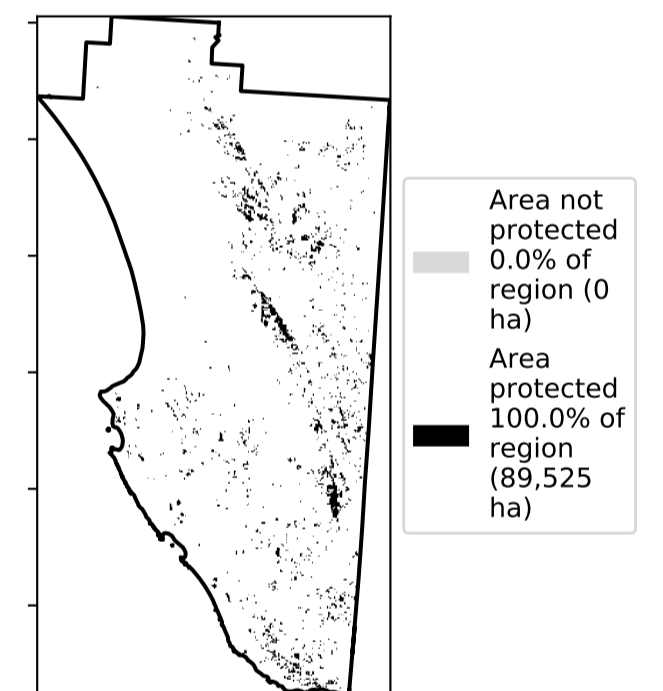 Area not
protected
0.0% of
region (0
ha)
Area
protected
100.0% of
region
(89,525
ha)